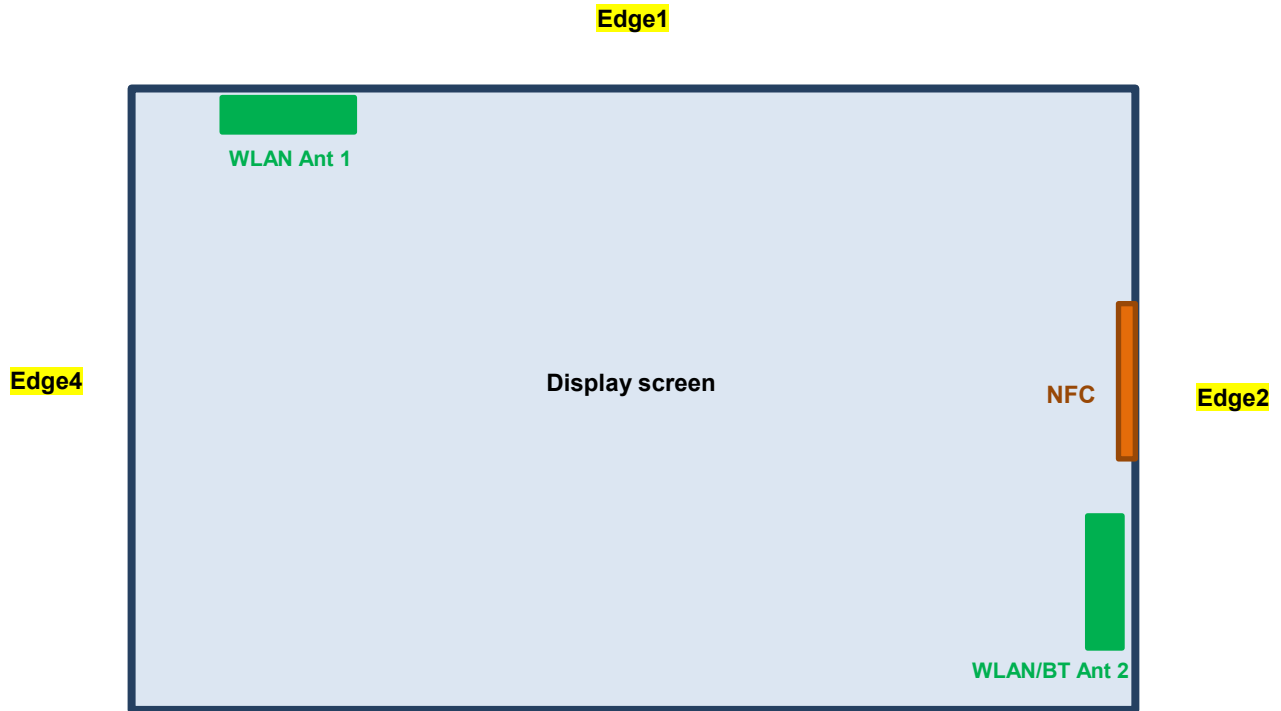 Edge1
WLAN Ant 1
Edge4
Display screen
NFC
Edge2
WLAN/BT Ant 2